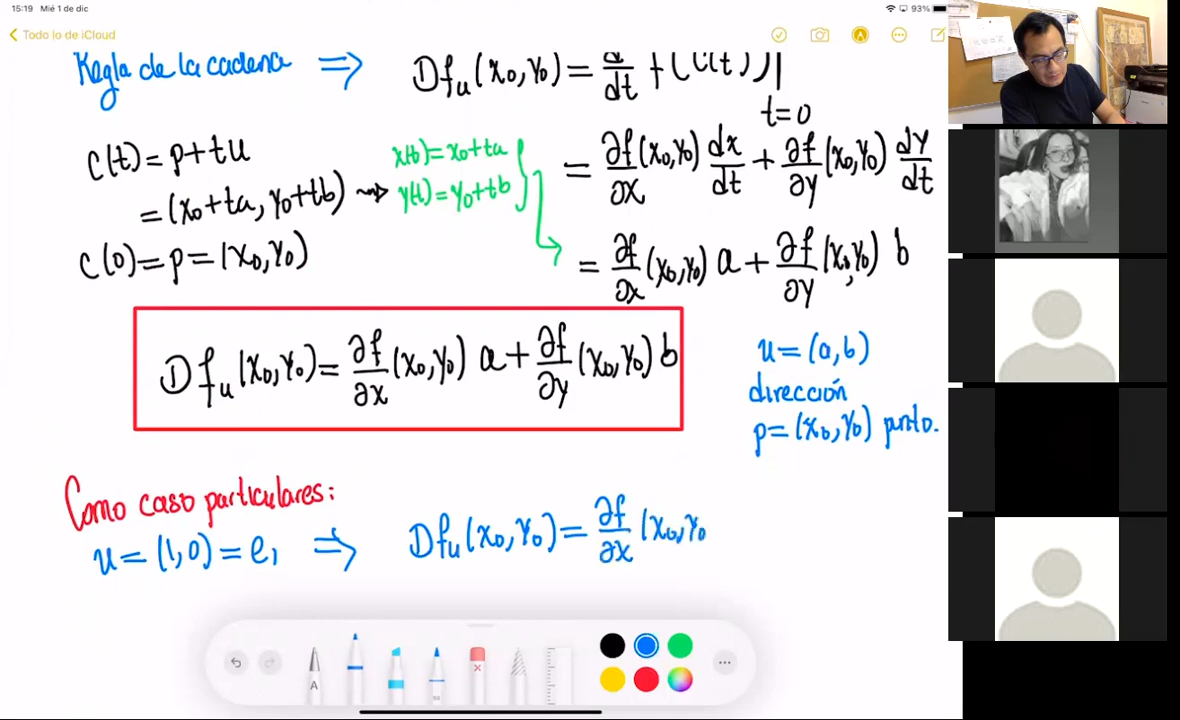 15:19 Mié 1 de dic
93%
Todo lo de iCloud
Regla de la cadena ⟹ Df_u(x₀,y₀) = d/dt f(c(t))|
t=0
c(t) = p + tu
= (x₀+ta, y₀+tb) ⇝
x(t) = x₀+ta
y(t) = y₀+tb
= ∂f/∂x (x₀,y₀) dx/dt + ∂f/∂y (x₀,y₀) dy/dt
c(0) = p = (x₀,y₀)
= ∂f/∂x (x₀,y₀) a + ∂f/∂y (x₀,y₀) b
Df_u(x₀,y₀) = ∂f/∂x (x₀,y₀) a + ∂f/∂y (x₀,y₀) b
u = (a,b)
dirección
p = (x₀,y₀) punto.
Como caso particulares:
u = (1,0) = e₁ ⟹ Df_u(x₀,y₀) = ∂f/∂x (x₀,y₀
A